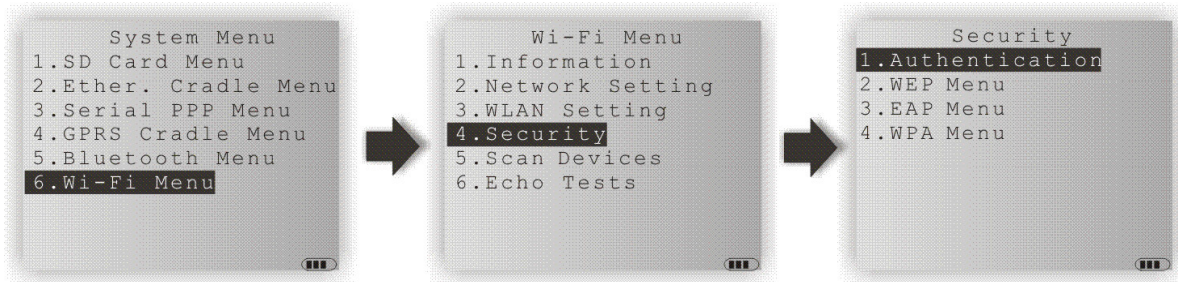 System Menu
1.SD Card Menu
2.Ether. Cradle Menu
3.Serial PPP Menu
4.GPRS Cradle Menu
5.Bluetooth Menu
6.Wi-Fi Menu
Wi-Fi Menu
1.Information
2.Network Setting
3.WLAN Setting
4.Security
5.Scan Devices
6.Echo Tests
Security
1.Authentication
2.WEP Menu
3.EAP Menu
4.WPA Menu